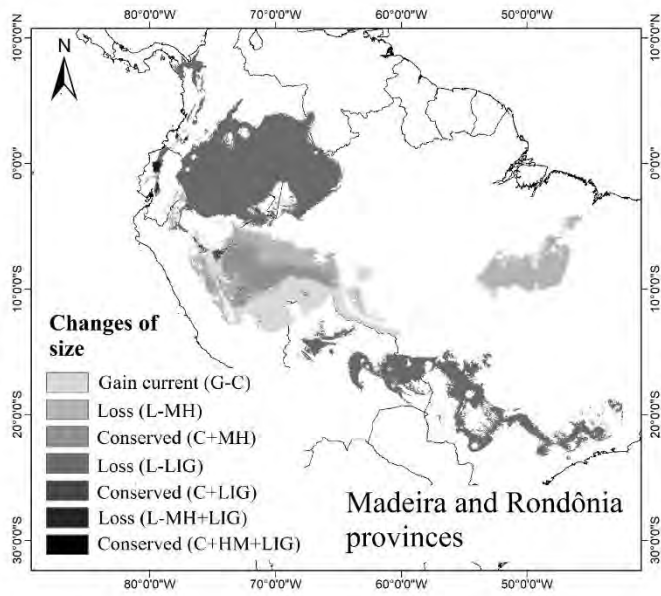 80°0'0"W 70°0'0"W 60°0'0"W 50°0'0"W
10°0'0"N
0°0'0"
10°0'0"S
20°0'0"S
30°0'0"S
N
Changes of
size
Gain current (G-C)
Loss (L-MH)
Conserved (C+MH)
Loss (L-LIG)
Conserved (C+LIG)
Loss (L-MH+LIG)
Conserved (C+HM+LIG)
Madeira and Rondônia
provinces
10°0'0"N
0°0'0"
10°0'0"S
20°0'0"S
30°0'0"S
80°0'0"W 70°0'0"W 60°0'0"W 50°0'0"W